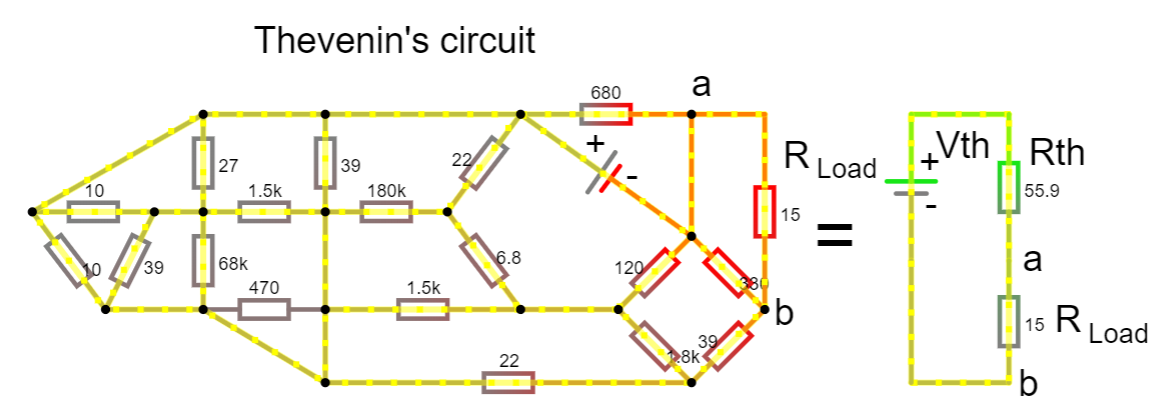 Thevenin's circuit
680
a
+
-
27
39
22
R Load
10
1.5k
180k
15
=
+
Vth
-
Rth
55.9
10
39
68k
6.8
120
330
a
470
1.5k
b
39
1.8k
15
R Load
22
b